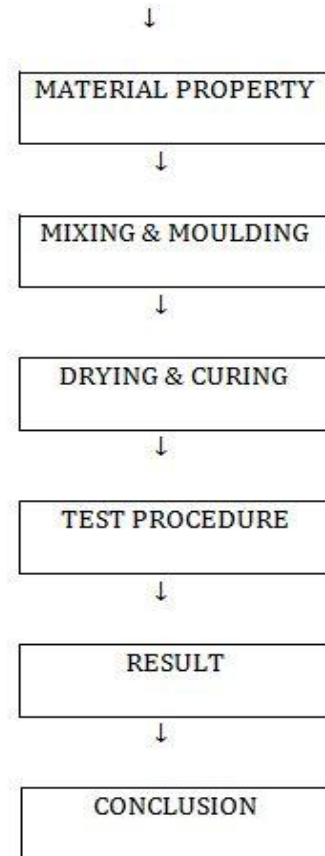 MATERIAL PROPERTY
MIXING & MOULDING
DRYING & CURING
TEST PROCEDURE
RESULT
CONCLUSION